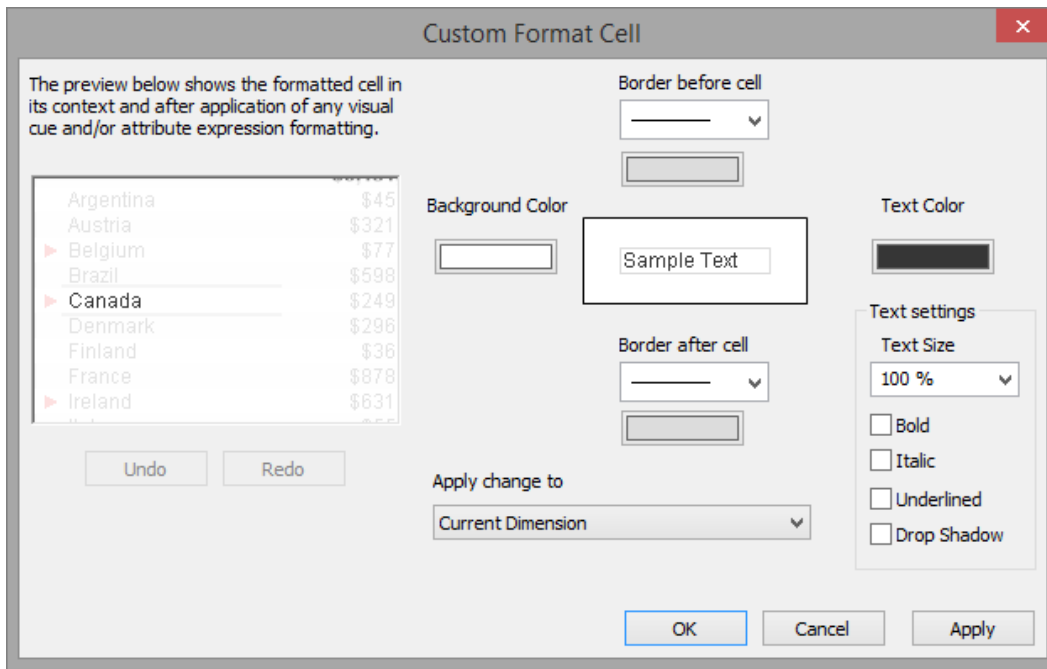 Custom Format Cell
The preview below shows the formatted cell in
its context and after application of any visual
cue and/or attribute expression formatting.
Argentina $45
Austria $321
Belgium $77
Brazil $598
Canada $249
Denmark $296
Finland $36
France $878
Ireland $631
Undo Redo
Border before cell
Background Color
Sample Text
Border after cell
Apply change to
Current Dimension
Text Color
Text settings
Text Size
100 %
Bold
Italic
Underlined
Drop Shadow
OK Cancel Apply